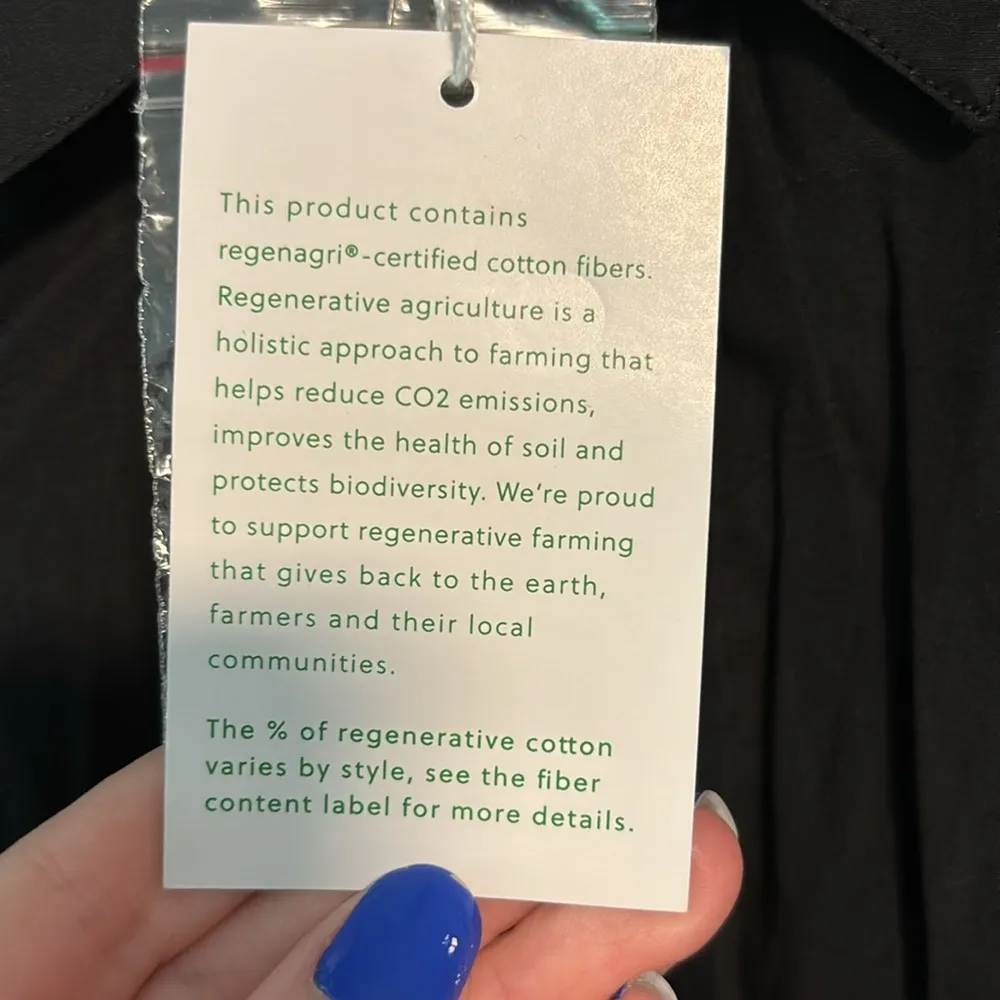 This product contains
regenagri®-certified cotton fibers.
Regenerative agriculture is a
holistic approach to farming that
helps reduce CO2 emissions,
improves the health of soil and
protects biodiversity. We're proud
to support regenerative farming
that gives back to the earth,
farmers and their local
communities.
The % of regenerative cotton
varies by style, see the fiber
content label for more details.